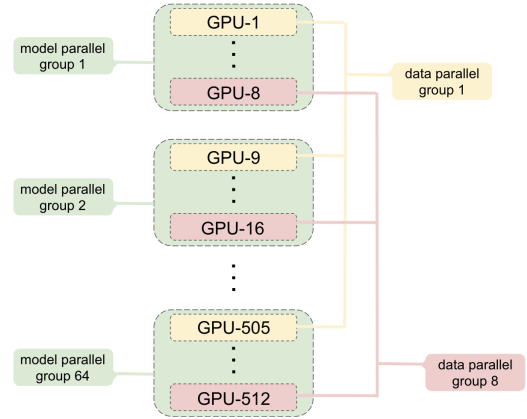 GPU-1
model parallel
group 1
GPU-8
data parallel
group 1
GPU-9
model parallel
group 2
GPU-16
GPU-505
model parallel
group 64
GPU-512
data parallel
group 8